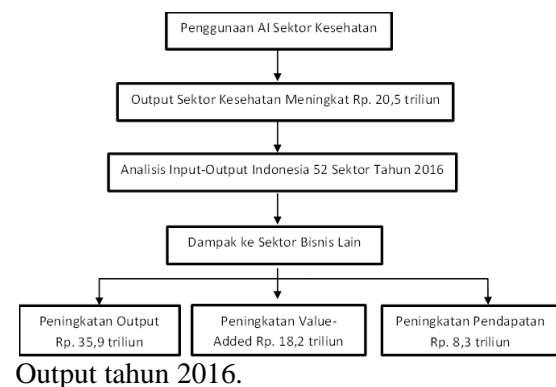 Penggunaan AI Sektor Kesehatan
Output Sektor Kesehatan Meningkat Rp. 20,5 triliun
Analisis Input-Output Indonesia 52 Sektor Tahun 2016
Dampak ke Sektor Bisnis Lain
Peningkatan Output
Rp. 35,9 triliun
Peningkatan Value-
Added Rp. 18,2 triliun
Peningkatan Pendapatan
Rp. 8,3 triliun
Output tahun 2016.